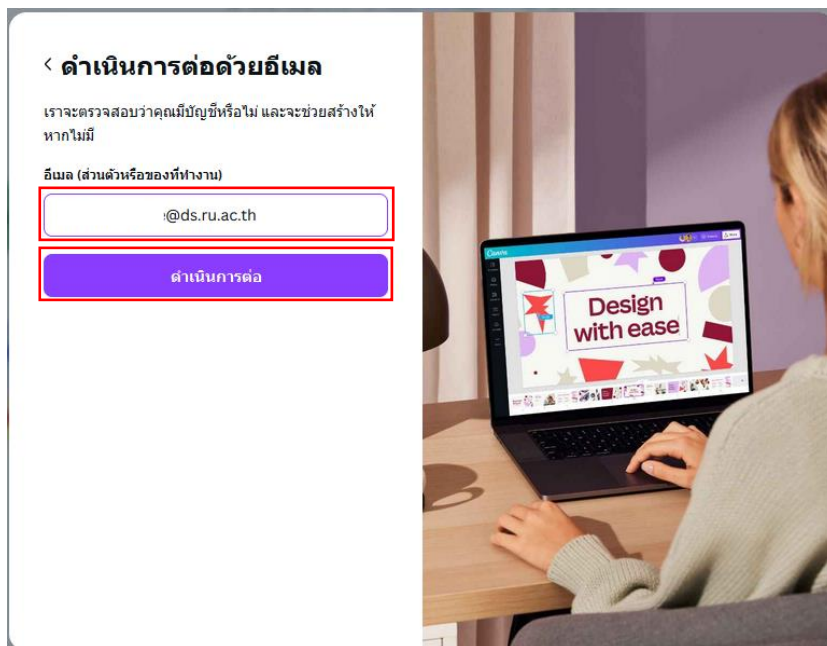 ดำเนินการต่อด้วยอีเมล
เราจะตรวจสอบว่าคุณมีบัญชีหรือไม่ และจะช่วยสร้างให้
หากไม่มี
อีเมล (ส่วนตัวหรือของที่ทำงาน)
@ds.ru.ac.th
ดำเนินการต่อ
Canva
Design
with ease